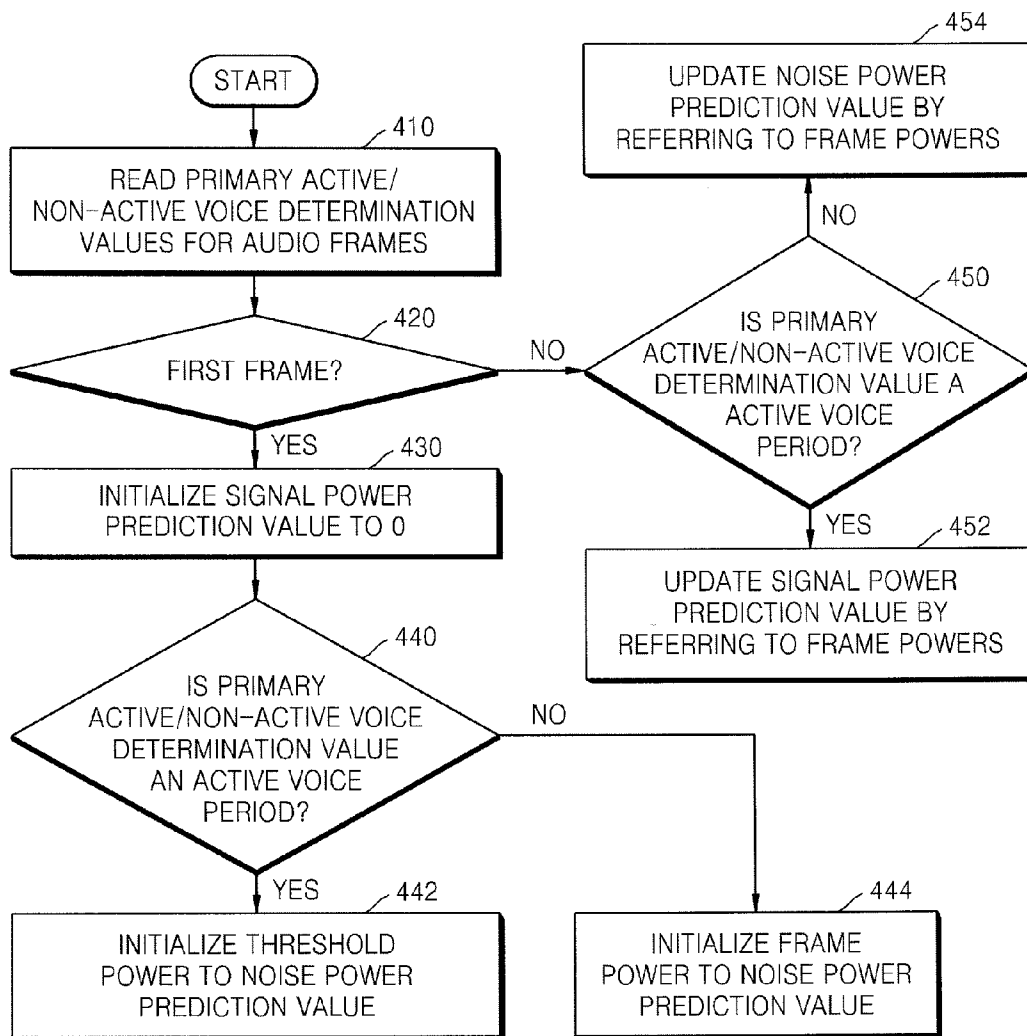 START
410
READ PRIMARY ACTIVE/
NON-ACTIVE VOICE DETERMINATION
VALUES FOR AUDIO FRAMES
420
FIRST FRAME?
NO
YES
430
INITIALIZE SIGNAL POWER
PREDICTION VALUE TO 0
440
IS PRIMARY
ACTIVE/NON-ACTIVE VOICE
DETERMINATION VALUE
AN ACTIVE VOICE
PERIOD?
NO
YES
442
INITIALIZE THRESHOLD
POWER TO NOISE POWER
PREDICTION VALUE
444
INITIALIZE FRAME
POWER TO NOISE POWER
PREDICTION VALUE
454
UPDATE NOISE POWER
PREDICTION VALUE BY
REFERRING TO FRAME POWERS
NO
450
IS PRIMARY
ACTIVE/NON-ACTIVE VOICE
DETERMINATION VALUE A
ACTIVE VOICE
PERIOD?
YES
452
UPDATE SIGNAL POWER
PREDICTION VALUE BY
REFERRING TO FRAME POWERS